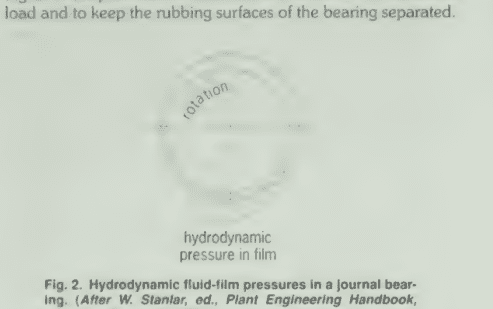 load and to keep the rubbing surfaces of the bearing separated.
rotation
hydrodynamic
pressure in film
Fig. 2. Hydrodynamic fluid-film pressures in a journal bear-
ing. (After W. Staniar, ed., Plant Engineering Handbook,